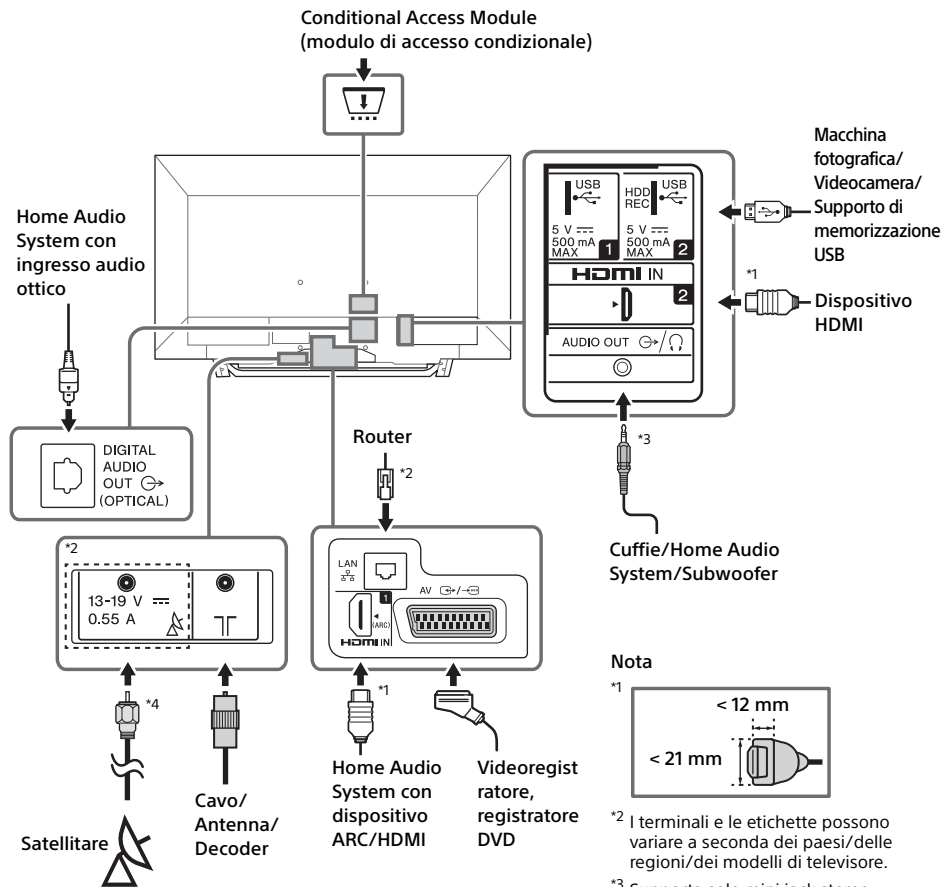 Conditional Access Module
(modulo di accesso condizionale)
Macchina
fotografica/
Videocamera/
Supporto di
memorizzazione
USB
USB
HDD
REC
USB
5 V
500 mA
MAX
1
5 V
500 mA
MAX
2
HDMI IN
2
*1
Dispositivo
HDMI
AUDIO OUT
Home Audio
System con
ingresso audio
ottico
DIGITAL
AUDIO
OUT
(OPTICAL)
Router
*2
*3
Cuffie/Home Audio
System/Subwoofer
*2
13-19 V
0.55 A
LAN
1
(ARC)
HDMI IN
AV
*4
*1
Satellitare
Cavo/
Antenna/
Decoder
Home Audio
System con
dispositivo
ARC/HDMI
Videoregist
ratore,
registratore
DVD
Nota
*1
< 12 mm
< 21 mm
*2 I terminali e le etichette possono
variare a seconda dei paesi/delle
regioni/dei modelli di televisore.